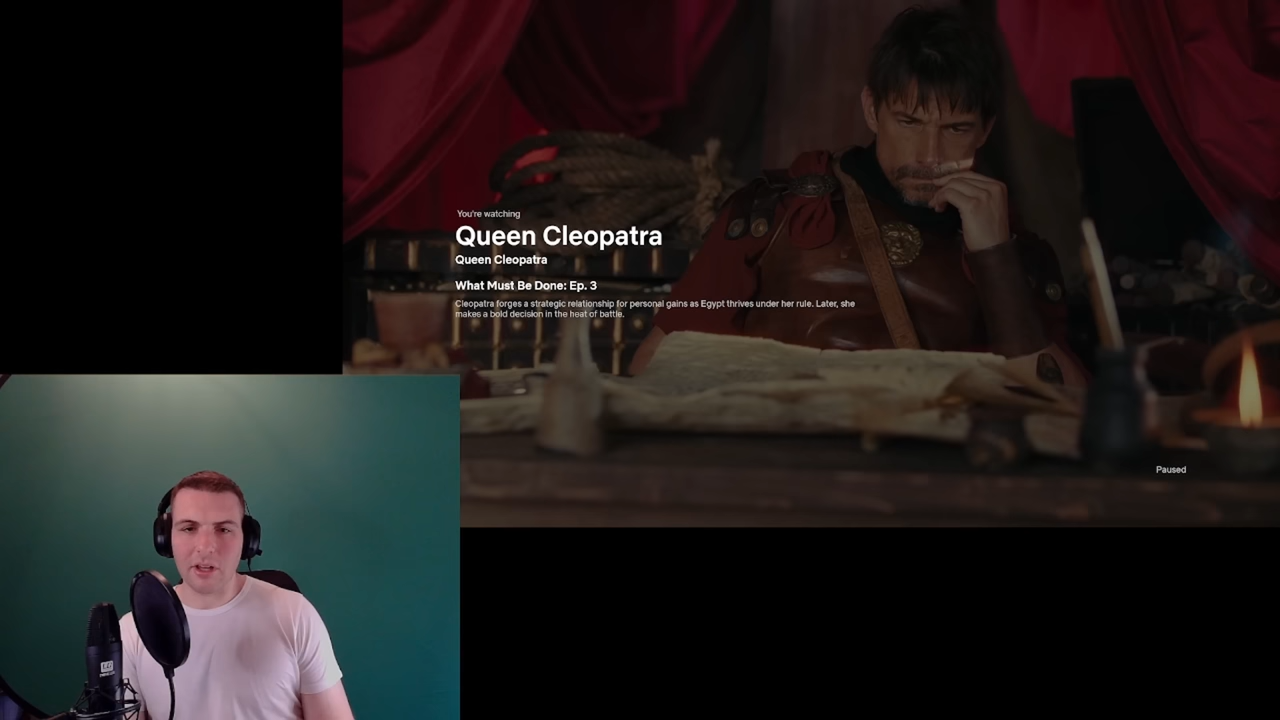 You're watching
Queen Cleopatra
Queen Cleopatra
What Must Be Done: Ep. 3
Cleopatra forges a strategic relationship for personal gains as Egypt thrives under her rule. Later, she
makes a bold decision in the heat of battle.
Paused